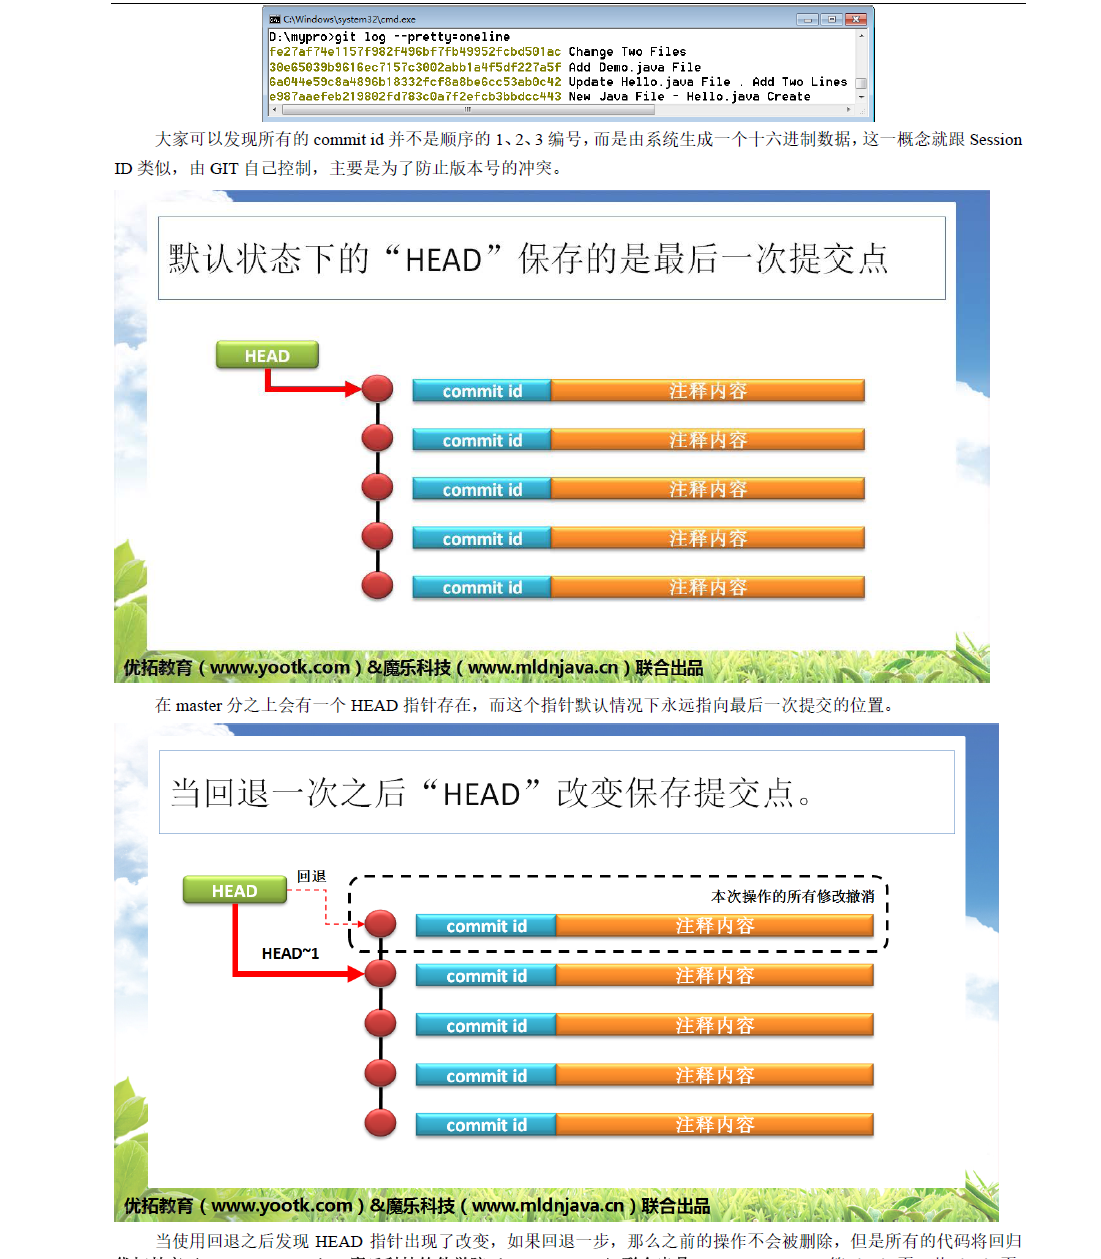 C:\Windows\system32\cmd.exe
D:\mypro>git log --pretty=oneline
fe27af74e1157f982f496bf7fb49952fcbd501ac Change Two Files
30e65039b9616ec7157c3002abb1a4f5df227a5f Add Demo.java File
6a044e59c8a4896b18332fcf8a8be6cc53ab0c42 Update Hello.java File . Add Two Lines
e987aaefeb219802fd783c0a7f2efcb3bbdcc443 New Java File - Hello.java Create
大家可以发现所有的 commit id 并不是顺序的 1、2、3 编号，而是由系统生成一个十六进制数据，这一概念就跟 Session
ID 类似，由 GIT 自己控制，主要是为了防止版本号的冲突。
默认状态下的“HEAD”保存的是最后一次提交点
HEAD
commit id 注释内容
commit id 注释内容
commit id 注释内容
commit id 注释内容
commit id 注释内容
优拓教育（www.yootk.com）&魔乐科技（www.mldnjava.cn）联合出品
在 master 分之上会有一个 HEAD 指针存在，而这个指针默认情况下永远指向最后一次提交的位置。
当回退一次之后“HEAD”改变保存提交点。
HEAD
回退
本次操作的所有修改撤消
commit id 注释内容
HEAD~1
commit id 注释内容
commit id 注释内容
commit id 注释内容
commit id 注释内容
优拓教育（www.yootk.com）&魔乐科技（www.mldnjava.cn）联合出品
当使用回退之后发现 HEAD 指针出现了改变，如果回退一步，那么之前的操作不会被删除，但是所有的代码将回归